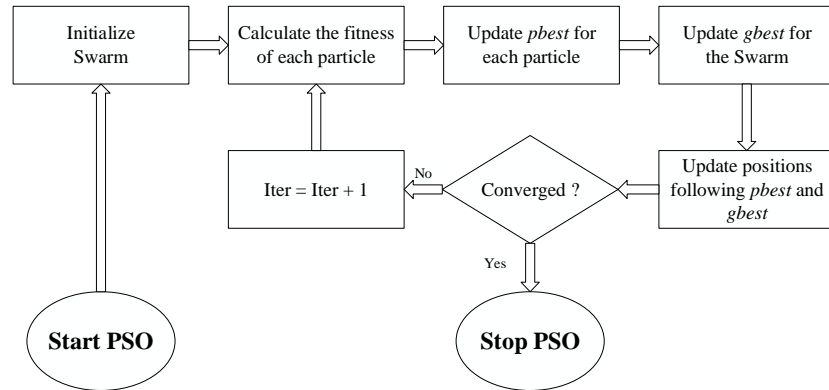 Initialize
Swarm
Calculate the fitness
of each particle
Update pbest for
each particle
Update gbest for
the Swarm
Update positions
following pbest and
gbest
Converged ?
No
Iter = Iter + 1
Yes
Start PSO
Stop PSO